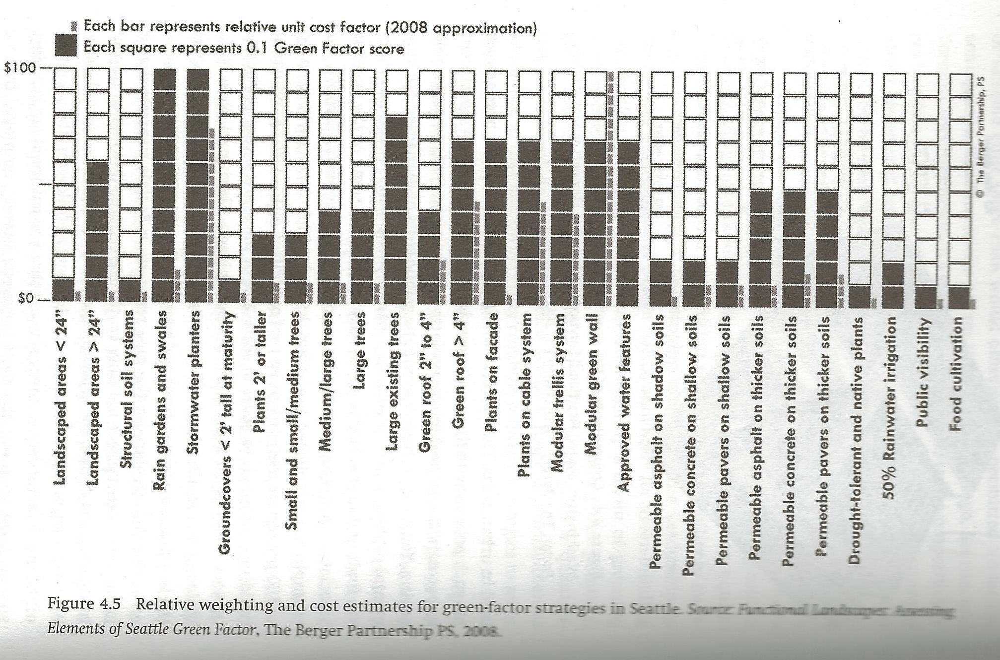 Each bar represents relative unit cost factor (2008 approximation)
Each square represents 0.1 Green Factor score
$100
$0
© The Berger Partnership, PS
Landscaped areas < 24”
Landscaped areas > 24”
Structural soil systems
Rain gardens and swales
Stormwater planters
Groundcovers < 2’ tall at maturity
Plants 2’ or taller
Small and small/medium trees
Medium/large trees
Large trees
Large existing trees
Green roof 2” to 4”
Green roof > 4”
Plants on facade
Plants on cable system
Modular trellis system
Modular green wall
Approved water features
Permeable asphalt on shadow soils
Permeable concrete on shallow soils
Permeable pavers on shallow soils
Permeable asphalt on thicker soils
Permeable concrete on thicker soils
Permeable pavers on thicker soils
Drought-tolerant and native plants
50% Rainwater irrigation
Public visibility
Food cultivation
Figure 4.5 Relative weighting and cost estimates for green-factor strategies in Seattle. Source: Functional Landscapes: Assessing
Elements of Seattle Green Factor, The Berger Partnership PS, 2008.